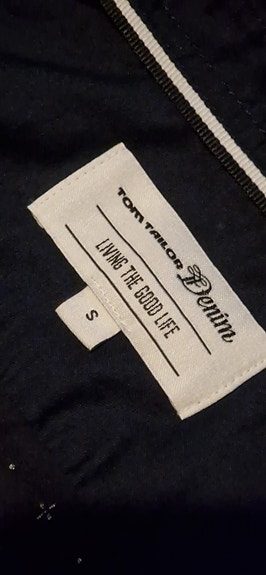 TOM TAILOR Denim
LIVING THE GOOD LIFE
S